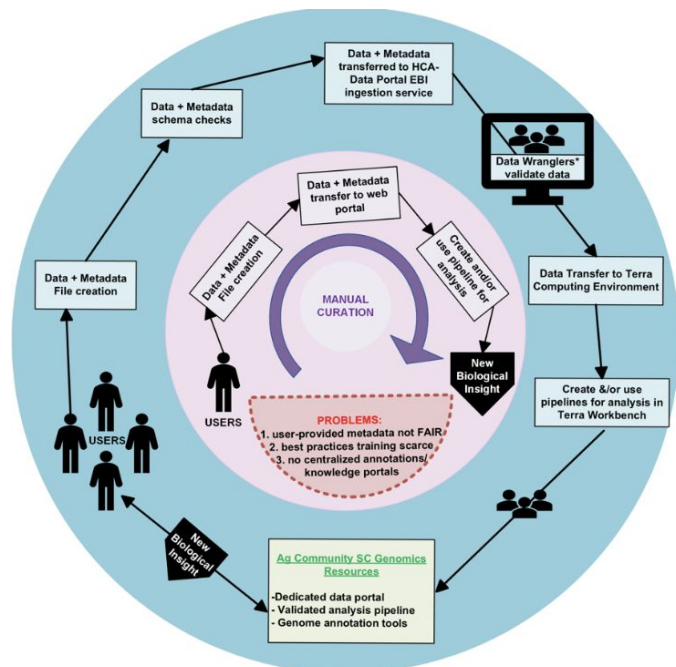 Data + Metadata
transferred to HCA-
Data Portal EBI
ingestion service
Data + Metadata
schema checks
Data Wranglers*
validate data
Data + Metadata
File creation
Data Transfer to Terra
Computing Environment
Create &/or use
pipelines for analysis in
Terra Workbench
USERS
New
Biological
Insight
Ag Community SC Genomics
Resources
-Dedicated data portal
- Validated analysis pipeline
- Genome annotation tools
Data + Metadata
transfer to web
portal
Data + Metadata
File creation
Create and/or
use pipeline for
analysis
MANUAL
CURATION
USERS
New
Biological
Insight
PROBLEMS:
1. user-provided metadata not FAIR
2. best practices training scarce
3. no centralized annotations/
knowledge portals